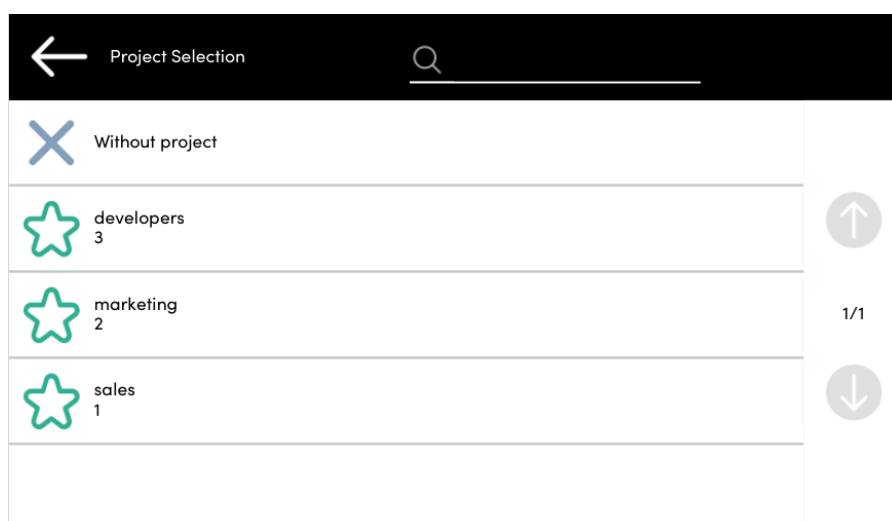 Project Selection
Without project
developers
3
marketing
2
1/1
sales
1